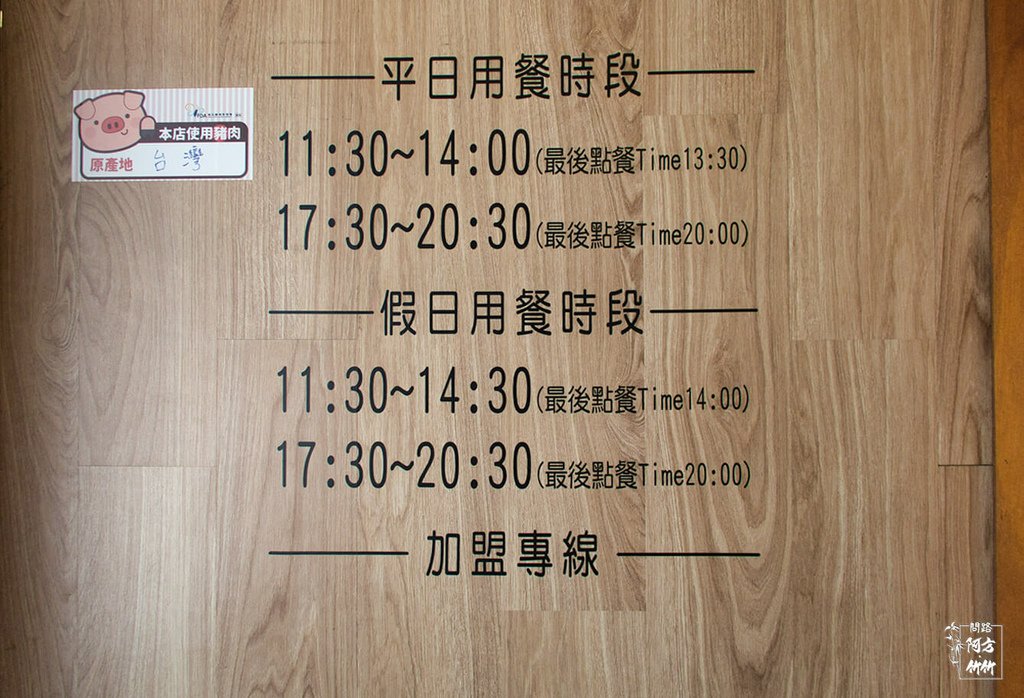 平日用餐時段
11:30~14:00(最後點餐Time13:30)
17:30~20:30(最後點餐Time20:00)
假日用餐時段
11:30~14:30(最後點餐Time14:00)
17:30~20:30(最後點餐Time20:00)
加盟專線
本店使用豬肉
原產地 台灣
問路
阿方
竹竹